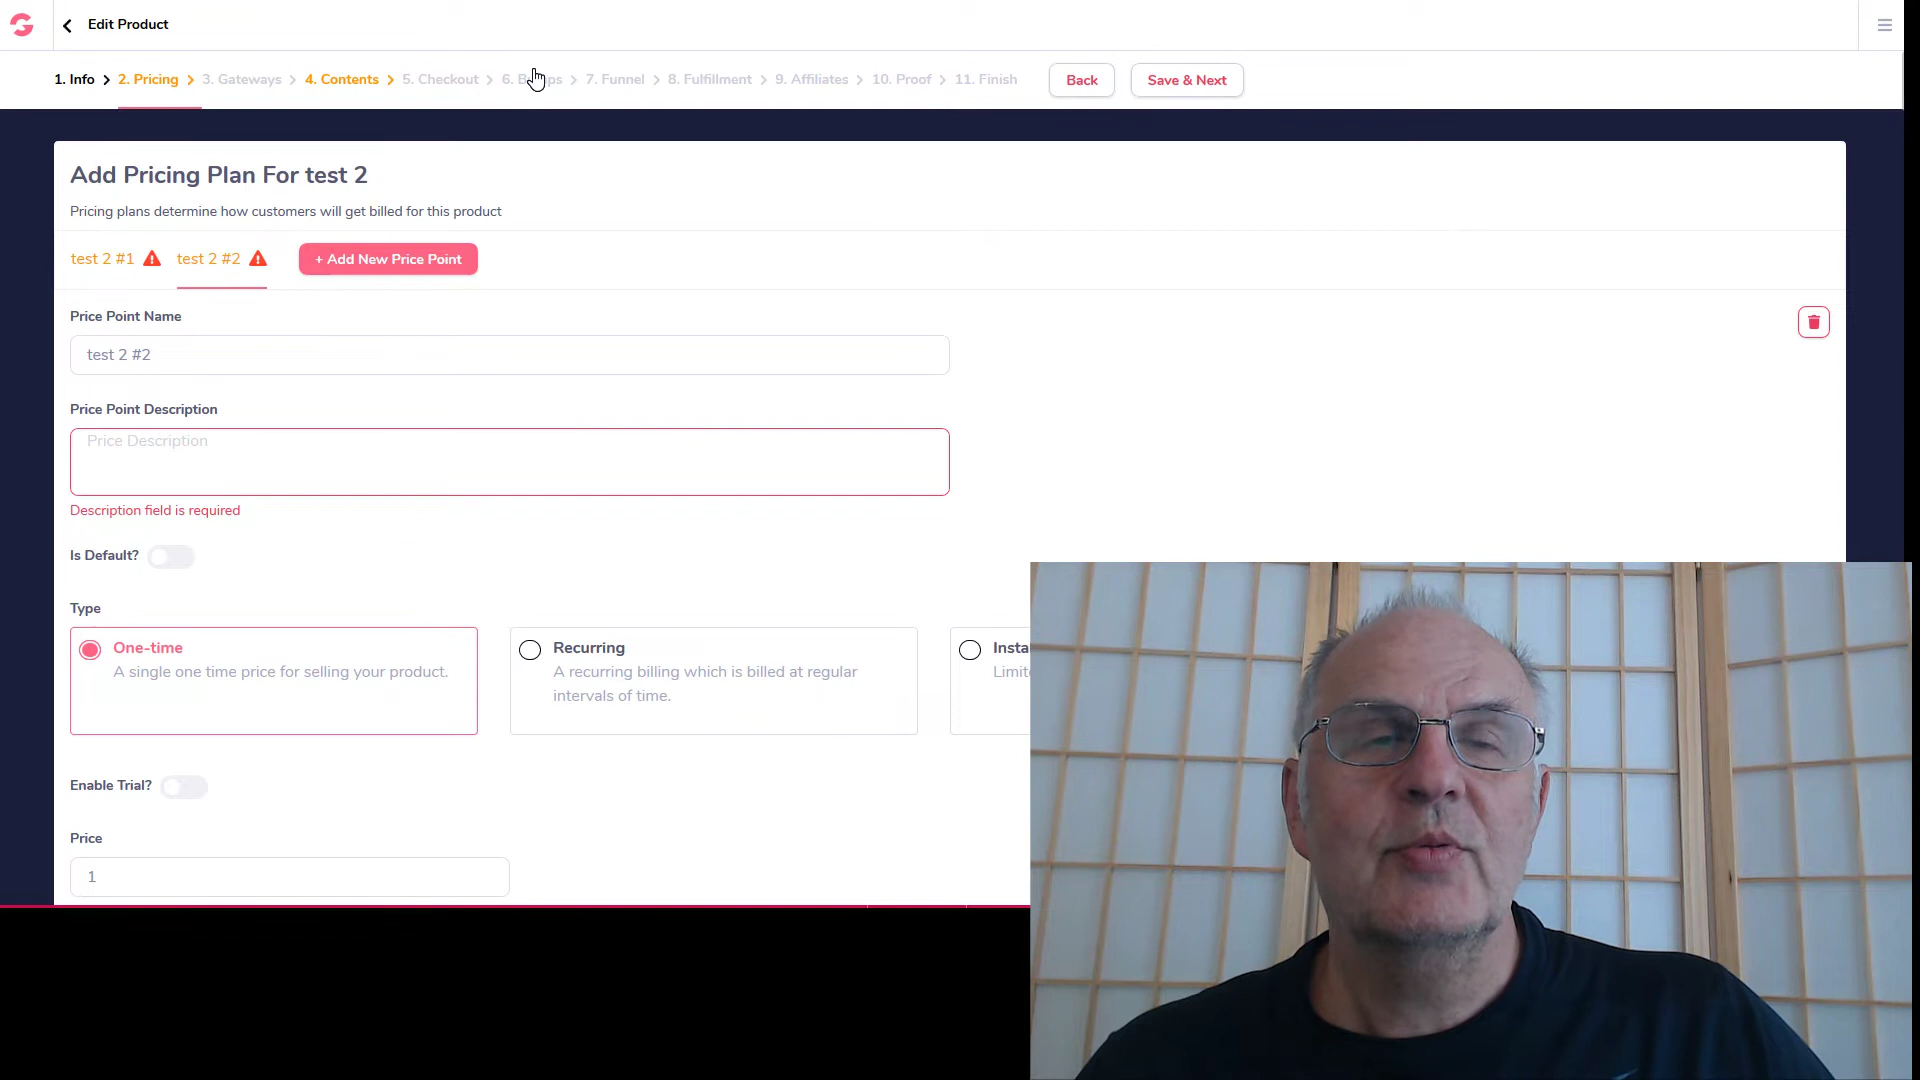 Edit Product
1. Info
2. Pricing
3. Gateways
4. Contents
5. Checkout
7. Funnel
8. Fulfillment
9. Affiliates
10. Proof
11. Finish
Back
Save & Next
Add Pricing Plan For test 2
Pricing plans determine how customers will get billed for this product
test 2 #1
test 2 #2
+ Add New Price Point
Price Point Name
test 2 #2
Price Point Description
Price Description
Description field is required
Is Default?
Type
One-time
A single one time price for selling your product.
Recurring
A recurring billing which is billed at regular
intervals of time.
Enable Trial?
Price
1